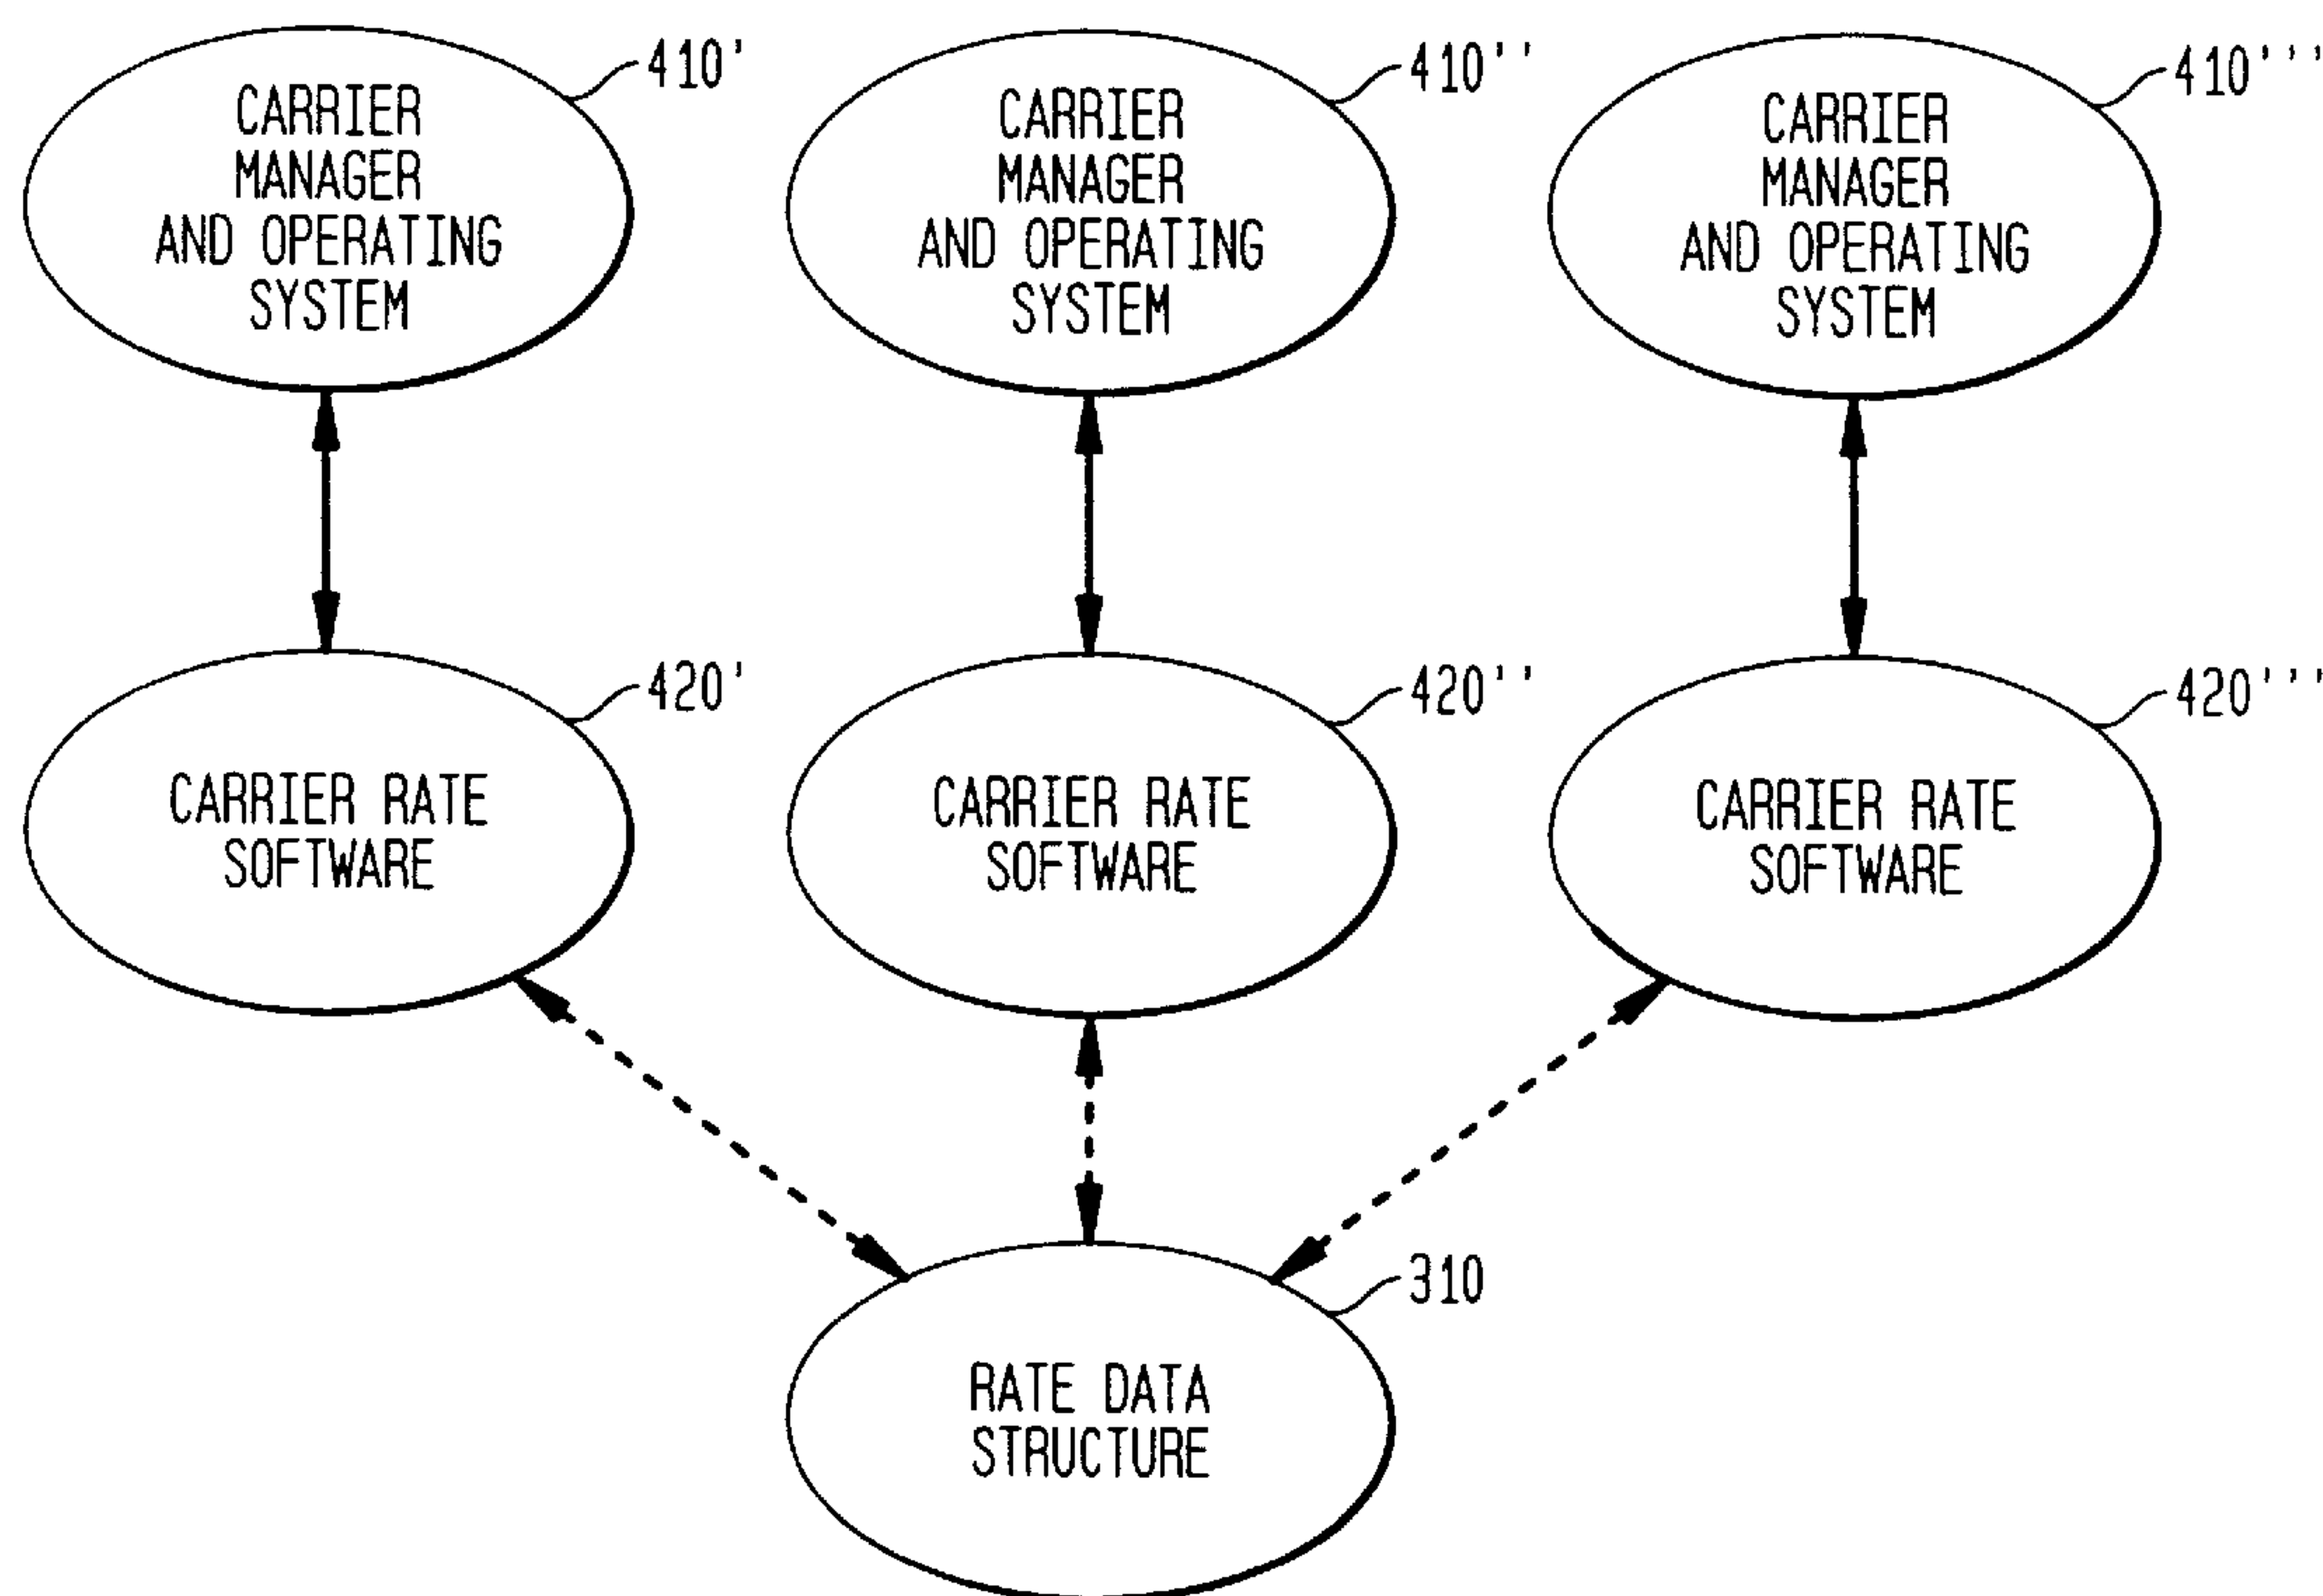 410'
CARRIER
MANAGER
AND OPERATING
SYSTEM
410''
CARRIER
MANAGER
AND OPERATING
SYSTEM
410'''
CARRIER
MANAGER
AND OPERATING
SYSTEM
420'
CARRIER RATE
SOFTWARE
420''
CARRIER RATE
SOFTWARE
420'''
CARRIER RATE
SOFTWARE
310
RATE DATA
STRUCTURE